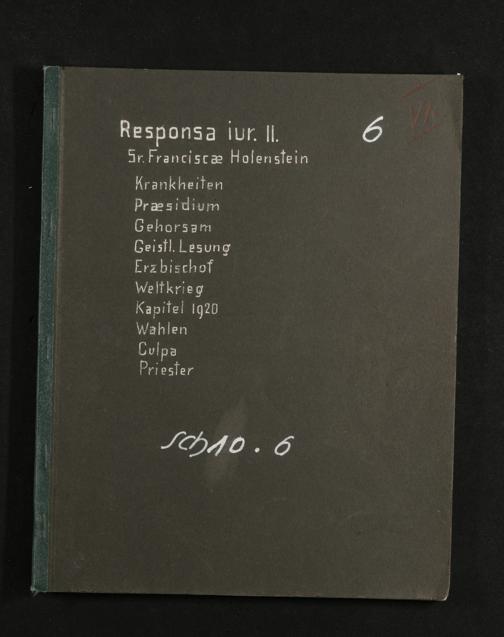 Responsa iur. II.
6
VI
Sr. Franciscæ Holenstein
Krankheiten
Præsidium
Gehorsam
Geistl. Lesung
Erzbischof
Weltkrieg
Kapitel 1920
Wahlen
Culpa
Priester
Sch10.6